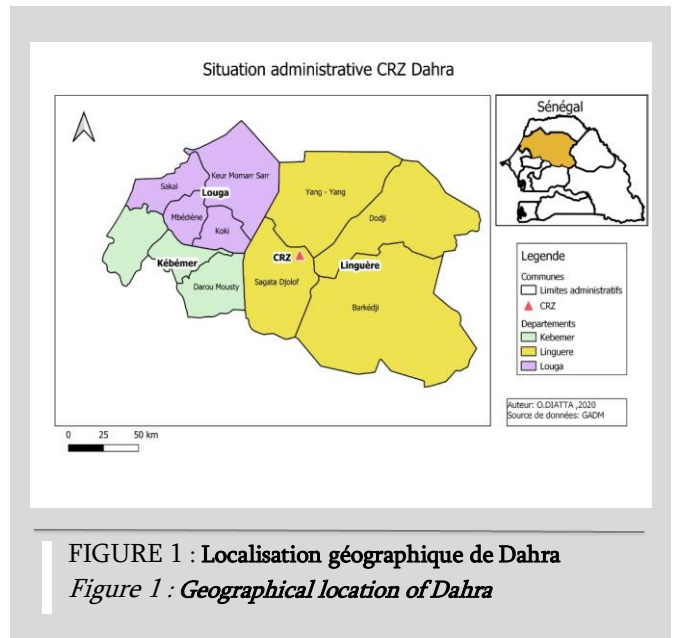 Situation administrative CRZ Dahra
Sénégal
Keur Momarr Sarr
Sakal
Louga
Yang - Yang
Mbédiène
Dodji
Koki
Kébémer
CRZ
Linguère
Darou Mousty
Sagata Djolof
Barkédji
Legende
Communes
Limites administratifs
CRZ
Departements
Kebemer
Linguere
Louga
Auteur: O.DIATTA ,2020
Source de données: GADM
0 25 50 km
FIGURE 1 : Localisation géographique de Dahra
Figure 1 : Geographical location of Dahra